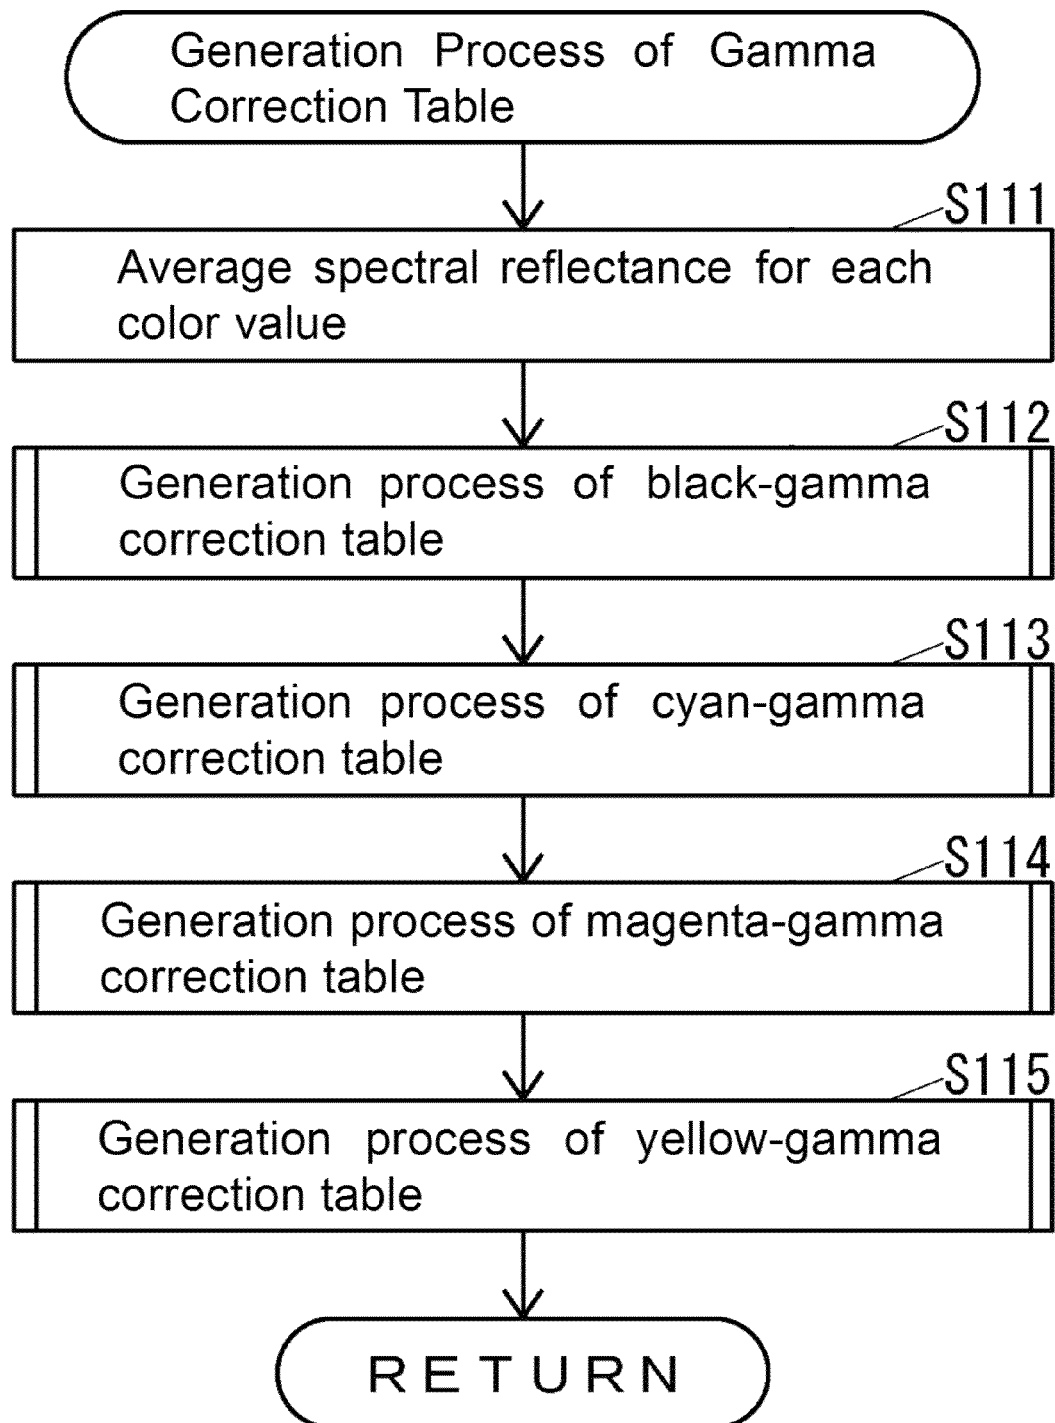 Generation Process of Gamma
Correction Table
S111
Average spectral reflectance for each
color value
S112
Generation process of black-gamma
correction table
S113
Generation process of cyan-gamma
correction table
S114
Generation process of magenta-gamma
correction table
S115
Generation process of yellow-gamma
correction table
RETURN